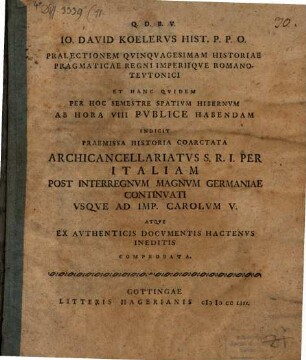 Q. D. B. V.
IO. DAVID KOELERVS HIST. P. P. O.
PRALECTIONEM QVINQVAGESIMAM HISTORIAE
PRAGMATICAE REGNI IMPERIIQVE ROMANO-
TEVTONICI
ET HANC QVIDEM
PER HOC SEMESTRE SPATIVM HIBERNVM
AB HORA VIII PVBLICE HABENDAM
INDICIT
PRAEMISSA HISTORIA COARCTATA
ARCHICANCELLARIATVS S. R. I. PER
ITALIAM
POST INTERREGNVM MAGNVM GERMANIAE
CONTINVATI
VSQVE AD IMP. CAROLVM V.
ATQVE
EX AVTHENTICIS DOCVMENTIS HACTENVS
INEDITIS
COMPROBATA.
GOTTINGAE
LITTERIS HAGERIANIS